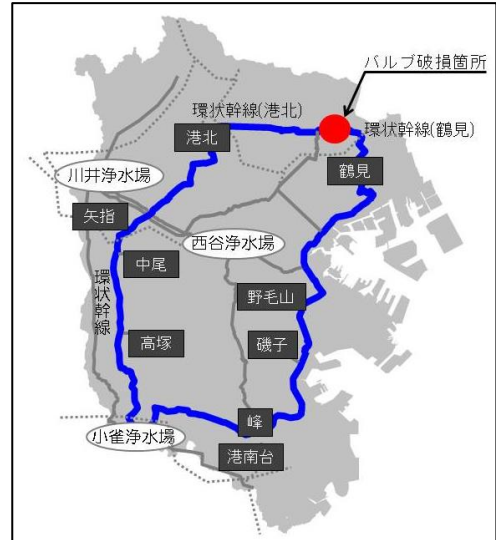 バルブ破損箇所
環状幹線(港北)
環状幹線(鶴見)
港北
鶴見
川井浄水場
矢指
西谷浄水場
中尾
環状幹線
野毛山
高塚
磯子
峰
小雀浄水場
港南台